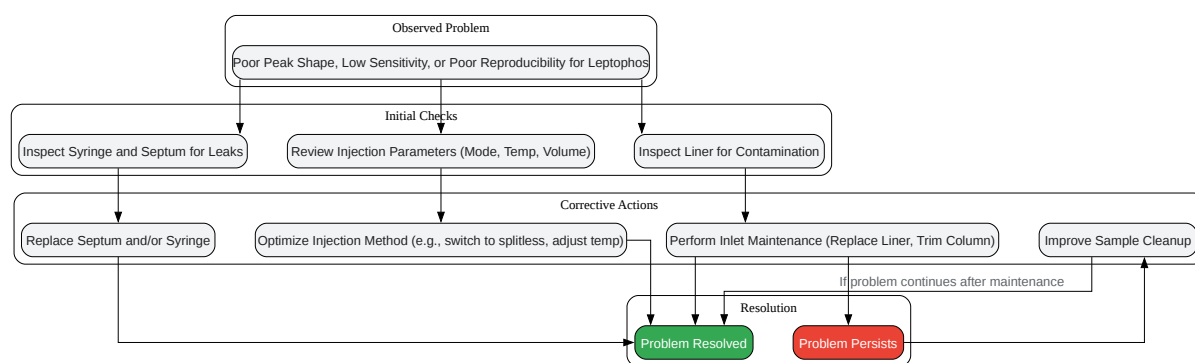 Observed Problem
Poor Peak Shape, Low Sensitivity, or Poor Reproducibility for Leptophos
Initial Checks
Inspect Syringe and Septum for Leaks
Review Injection Parameters (Mode, Temp, Volume)
Inspect Liner for Contamination
Corrective Actions
Replace Septum and/or Syringe
Optimize Injection Method (e.g., switch to splitless, adjust temp)
Perform Inlet Maintenance (Replace Liner, Trim Column)
Improve Sample Cleanup
If problem continues after maintenance
Resolution
Problem Resolved
Problem Persists